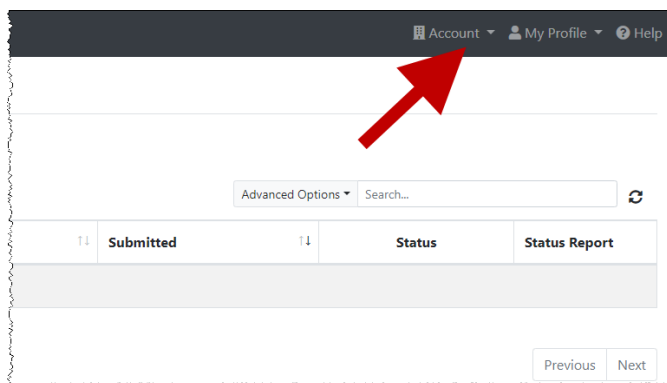 Account My Profile Help
Advanced Options Search...
Submitted Status Status Report
Previous Next